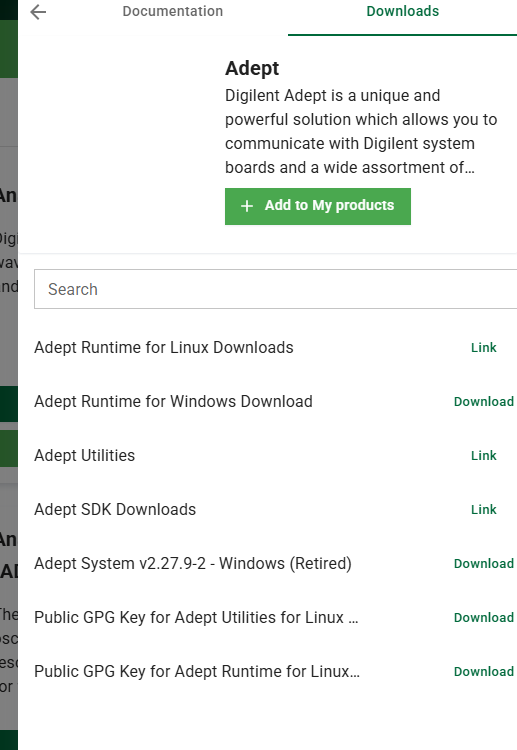 Documentation
Downloads
Adept
Digilent Adept is a unique and
powerful solution which allows you to
communicate with Digilent system
boards and a wide assortment of…
+ Add to My products
Search
Adept Runtime for Linux Downloads
Link
Adept Runtime for Windows Download
Download
Adept Utilities
Link
Adept SDK Downloads
Link
Adept System v2.27.9-2 - Windows (Retired)
Download
Public GPG Key for Adept Utilities for Linux ...
Download
Public GPG Key for Adept Runtime for Linux...
Download